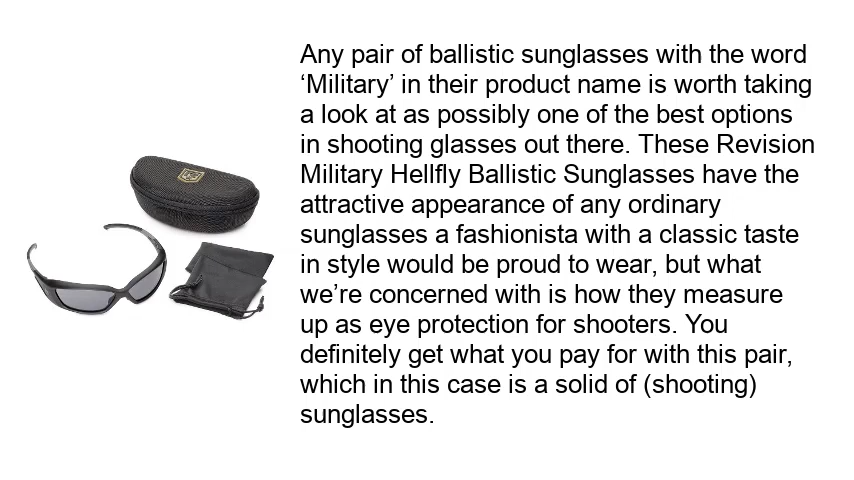 Any pair of ballistic sunglasses with the word
‘Military’ in their product name is worth taking
a look at as possibly one of the best options
in shooting glasses out there. These Revision
Military Hellfly Ballistic Sunglasses have the
attractive appearance of any ordinary
sunglasses a fashionista with a classic taste
in style would be proud to wear, but what
we’re concerned with is how they measure
up as eye protection for shooters. You
definitely get what you pay for with this pair,
which in this case is a solid of (shooting)
sunglasses.